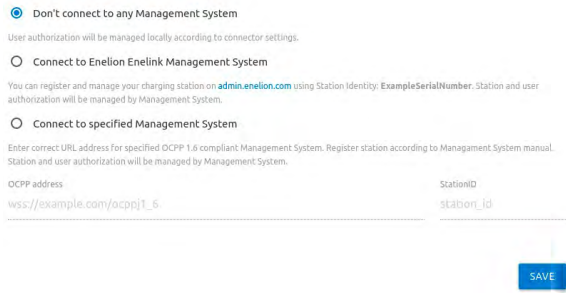 Don't connect to any Management System
User authorization will be managed locally according to connector settings.
Connect to Enelion Enelink Management System
You can register and manage your charging station on admin.enelion.com using Station Identity: ExampleSerialNumber. Station and user
authorization will be managed by Management System.
Connect to specified Management System
Enter correct URL address for specified OCPP 1.6 compliant Management System. Register station according to Managament System manual.
Station and user authorization will be managed by Management System.
OCPP address StationID
wss://example.com/ocppj1_6 station_id
SAVE